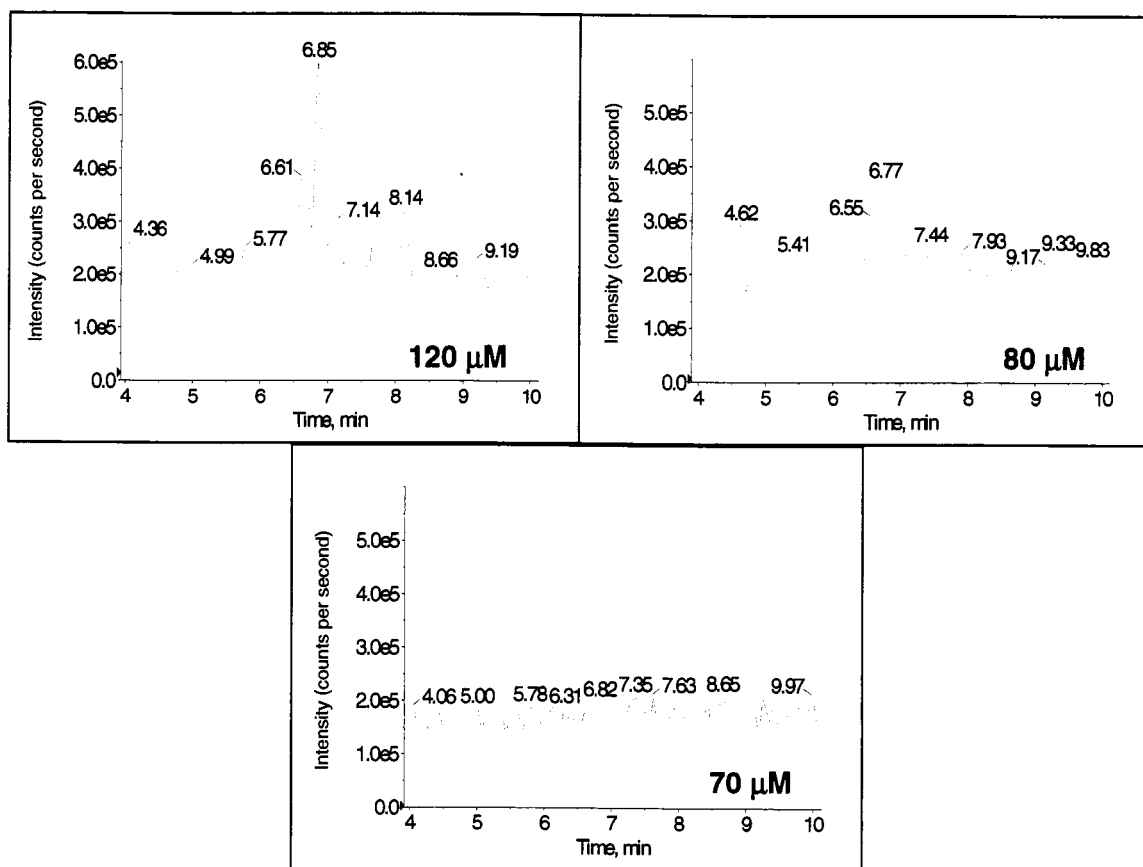 Intensity (counts per second)
6.0e5
5.0e5
4.0e5
3.0e5
2.0e5
1.0e5
0.0
4.36
4.99
5.77
6.61
6.85
7.14
8.14
8.66
9.19
120 µM
4 5 6 7 8 9 10
Time, min
Intensity (counts per second)
5.0e5
4.0e5
3.0e5
2.0e5
1.0e5
0.0
4.62
5.41
6.55
6.77
7.44
7.93
9.17
9.33
9.83
80 µM
4 5 6 7 8 9 10
Time, min
Intensity (counts per second)
5.0e5
4.0e5
3.0e5
2.0e5
1.0e5
0.0
4.06
5.00
5.78
6.31
6.82
7.35
7.63
8.65
9.97
70 µM
4 5 6 7 8 9 10
Time, min